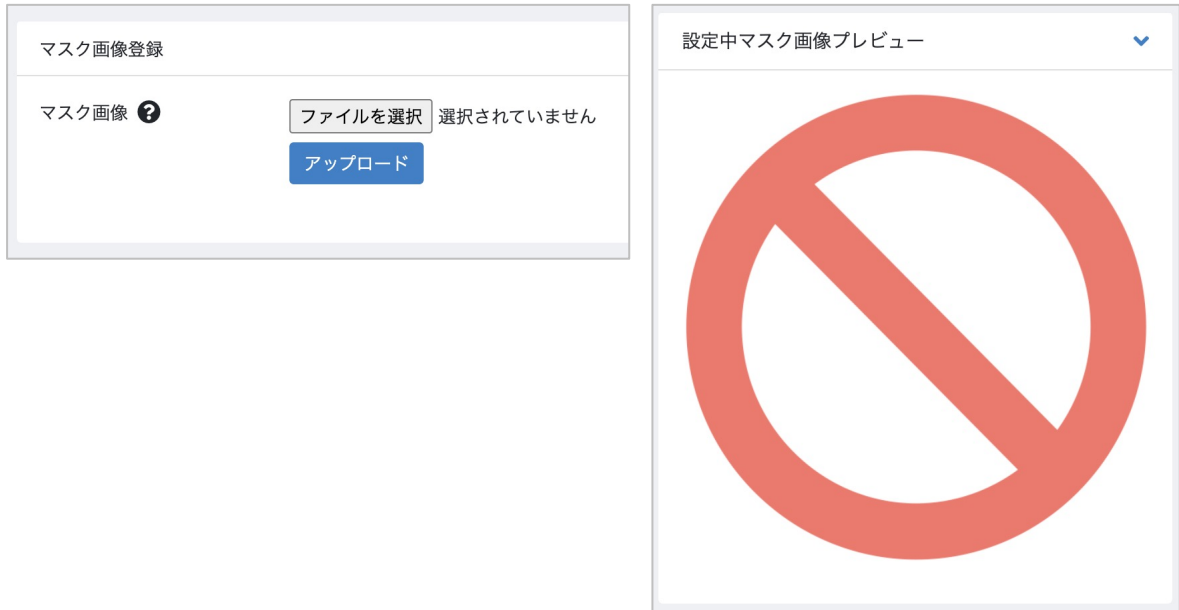 マスク画像登録
マスク画像 ?
ファイルを選択 選択されていません
アップロード
設定中マスク画像プレビュー